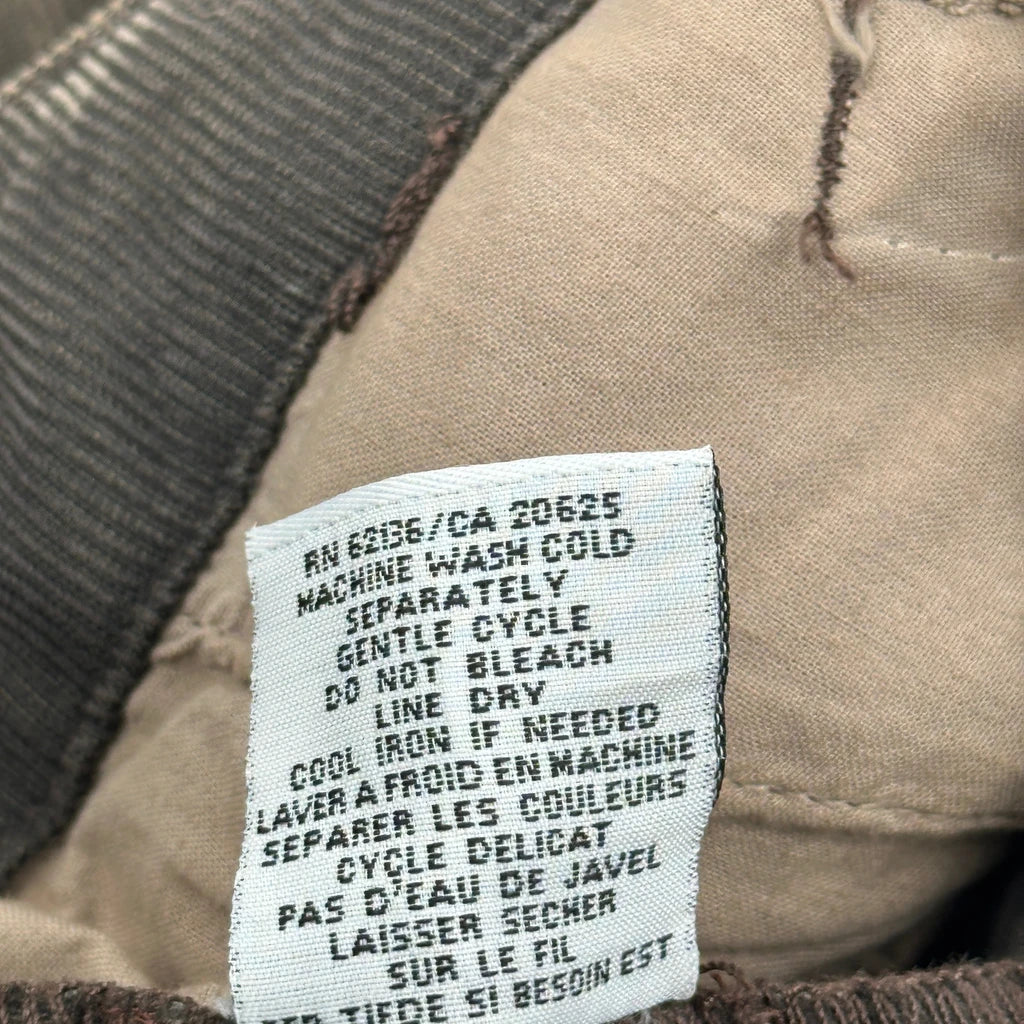 RN 62136/CA 20625
MACHINE WASH COLD
SEPARATELY
GENTLE CYCLE
DO NOT BLEACH
LINE DRY
COOL IRON IF NEEDED
LAVER A FROID EN MACHINE
SEPARER LES COULEURS
CYCLE DELICAT
PAS D'EAU DE JAVEL
LAISSER SECHER
SUR LE FIL
TIEDE SI BESOIN EST